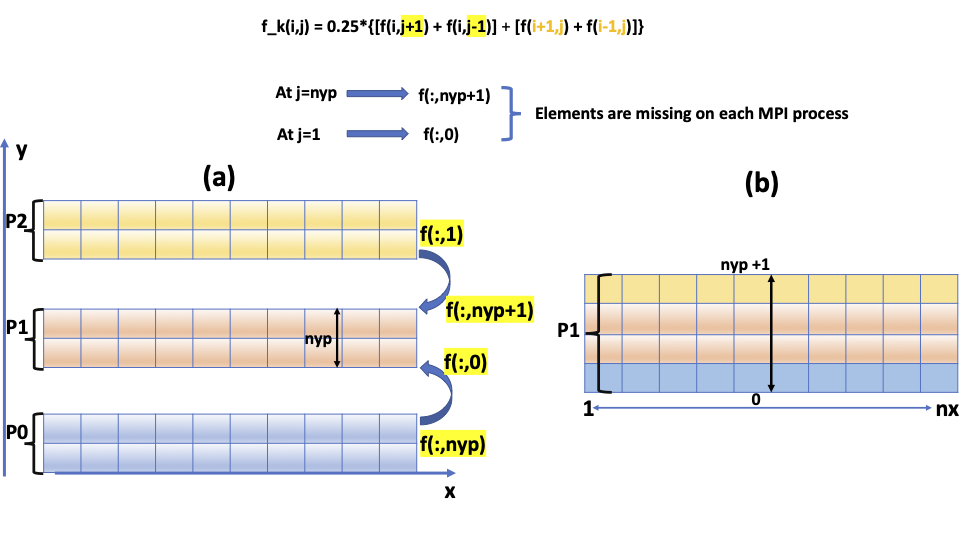 f_k(i,j) = 0.25*{[f(i,j+1) + f(i,j-1)] + [f(i+1,j) + f(i-1,j)]}
At j=nyp f(:,nyp+1)
Elements are missing on each MPI process
At j=1 f(:,0)
y
(a)
P2
f(:,1)
f(:,nyp+1)
P1
nyp
f(:,0)
P0
f(:,nyp)
x
(b)
nyp +1
P1
0
1
nx